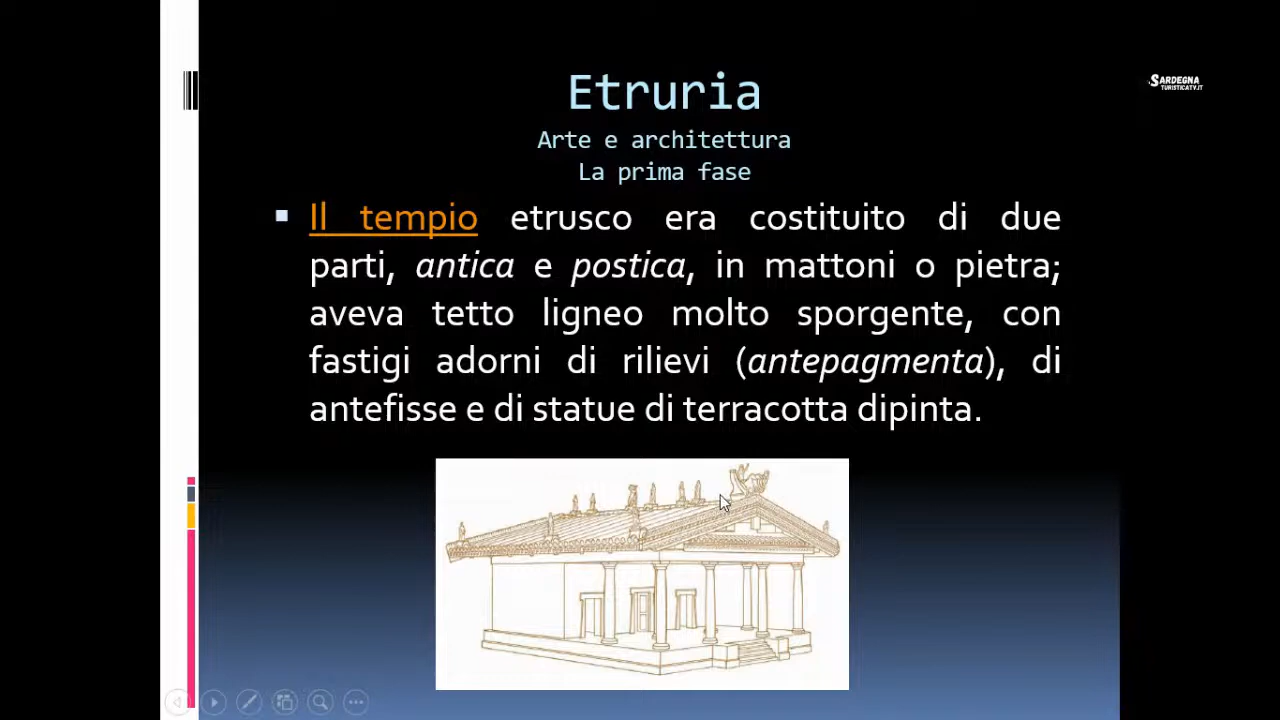 Etruria
SARDEGNA
TURISTICATV.IT
Arte e architettura
La prima fase
Il tempio etrusco era costituito di due
parti, antica e postica, in mattoni o pietra;
aveva tetto ligneo molto sporgente, con
fastigi adorni di rilievi (antepagmenta), di
antefisse e di statue di terracotta dipinta.